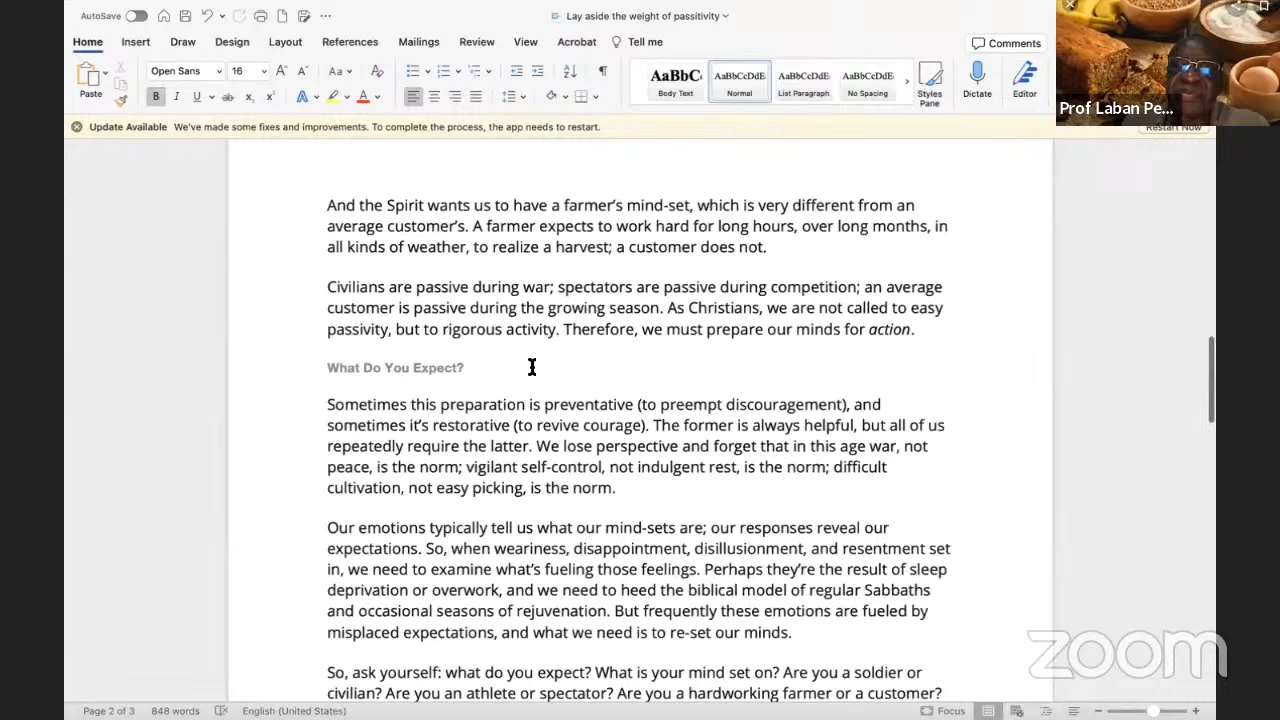 AutoSave
Lay aside the weight of passitivity
Home Insert Draw Design Layout References Mailings Review View Acrobat Tell me
Comments
Paste
Open Sans 16
AaBbC AaBbCcDdE AaBbCcDdE AaBbCcDdE
Body Text Normal List Paragraph No Spacing
Styles Pane
Dictate
Editor
Prof Laban Pe...
Update Available We've made some fixes and improvements. To complete the process, the app needs to restart.
Restart Now
And the Spirit wants us to have a farmer's mind-set, which is very different from an
average customer's. A farmer expects to work hard for long hours, over long months, in
all kinds of weather, to realize a harvest; a customer does not.
Civilians are passive during war; spectators are passive during competition; an average
customer is passive during the growing season. As Christians, we are not called to easy
passivity, but to rigorous activity. Therefore, we must prepare our minds for action.
What Do You Expect?
Sometimes this preparation is preventative (to preempt discouragement), and
sometimes it's restorative (to revive courage). The former is always helpful, but all of us
repeatedly require the latter. We lose perspective and forget that in this age war, not
peace, is the norm; vigilant self-control, not indulgent rest, is the norm; difficult
cultivation, not easy picking, is the norm.
Our emotions typically tell us what our mind-sets are; our responses reveal our
expectations. So, when weariness, disappointment, disillusionment, and resentment set
in, we need to examine what's fueling those feelings. Perhaps they're the result of sleep
deprivation or overwork, and we need to heed the biblical model of regular Sabbaths
and occasional seasons of rejuvenation. But frequently these emotions are fueled by
misplaced expectations, and what we need is to re-set our minds.
So, ask yourself: what do you expect? What is your mind set on? Are you a soldier or
civilian? Are you an athlete or spectator? Are you a hardworking farmer or a customer?
zoom
Page 2 of 3 848 words English (United States) Focus